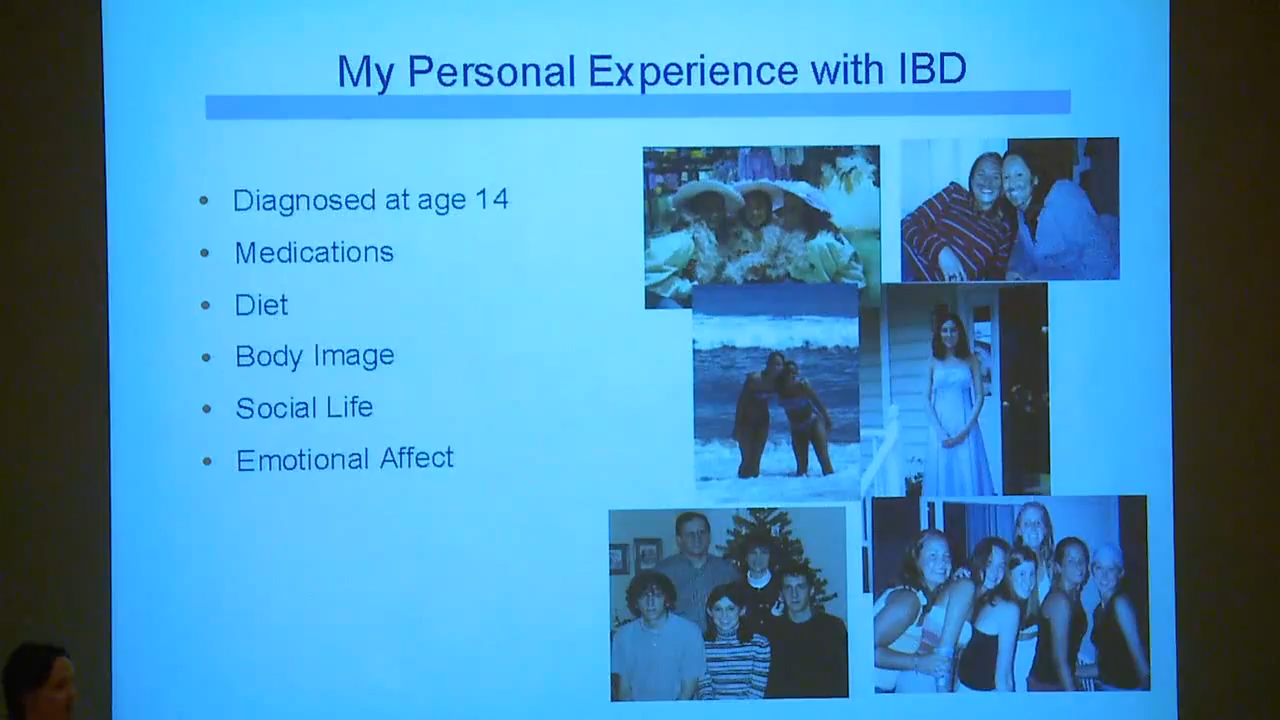 My Personal Experience with IBD
• Diagnosed at age 14
• Medications
• Diet
• Body Image
• Social Life
• Emotional Affect